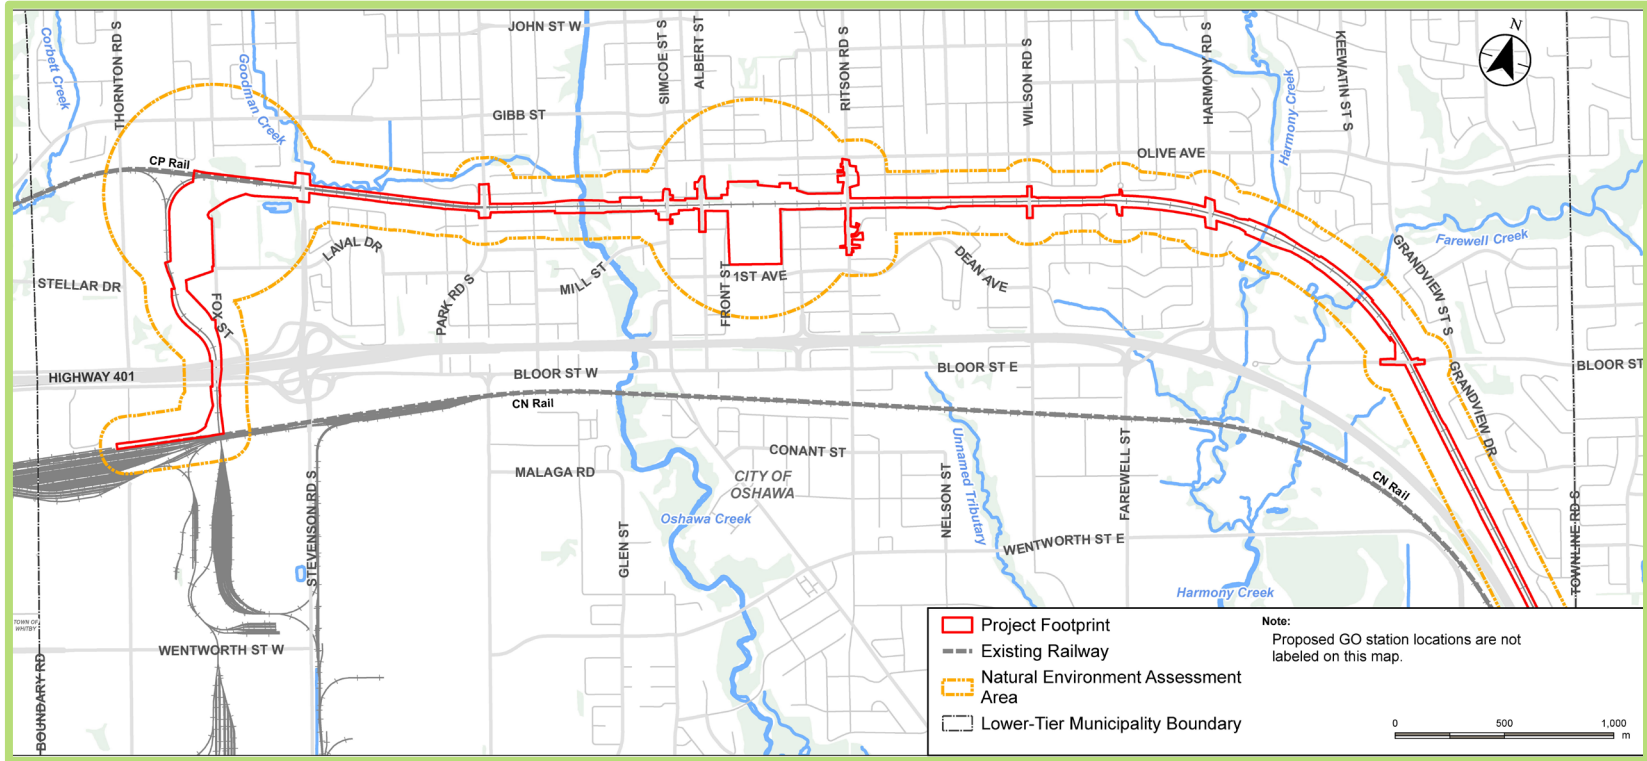 N
JOHN ST W
SIMCOE ST S
ALBERT ST
RITSON RD S
WILSON RD S
HARMONY RD S
KEEWATIN ST S
THORNTON RD S
Corbett Creek
Goodman Creek
Harmony Creek
GIBB ST
OLIVE AVE
CP Rail
LAVAL DR
STELLAR DR
FOX ST
PARK RD S
MILL ST
FRONT ST
1ST AVE
DEAN AVE
Farewell Creek
GRANDVIEW ST S
GRANDVIEW DR
HIGHWAY 401
BLOOR ST W
BLOOR ST E
BLOOR ST
CN Rail
CONANT ST
MALAGA RD
CITY OF
OSHAWA
Oshawa Creek
NELSON ST
Unnamed Tributary
FAREWELL ST
CN Rail
TOWNLINE RD S
STEVENSON RD S
GLEN ST
WENTWORTH ST E
Harmony Creek
TOWN OF
WHITBY
WENTWORTH ST W
BOUNDARY RD
Project Footprint
Existing Railway
Natural Environment Assessment
Area
Lower-Tier Municipality Boundary
Note:
Proposed GO station locations are not
labeled on this map.
0 500 1,000
m